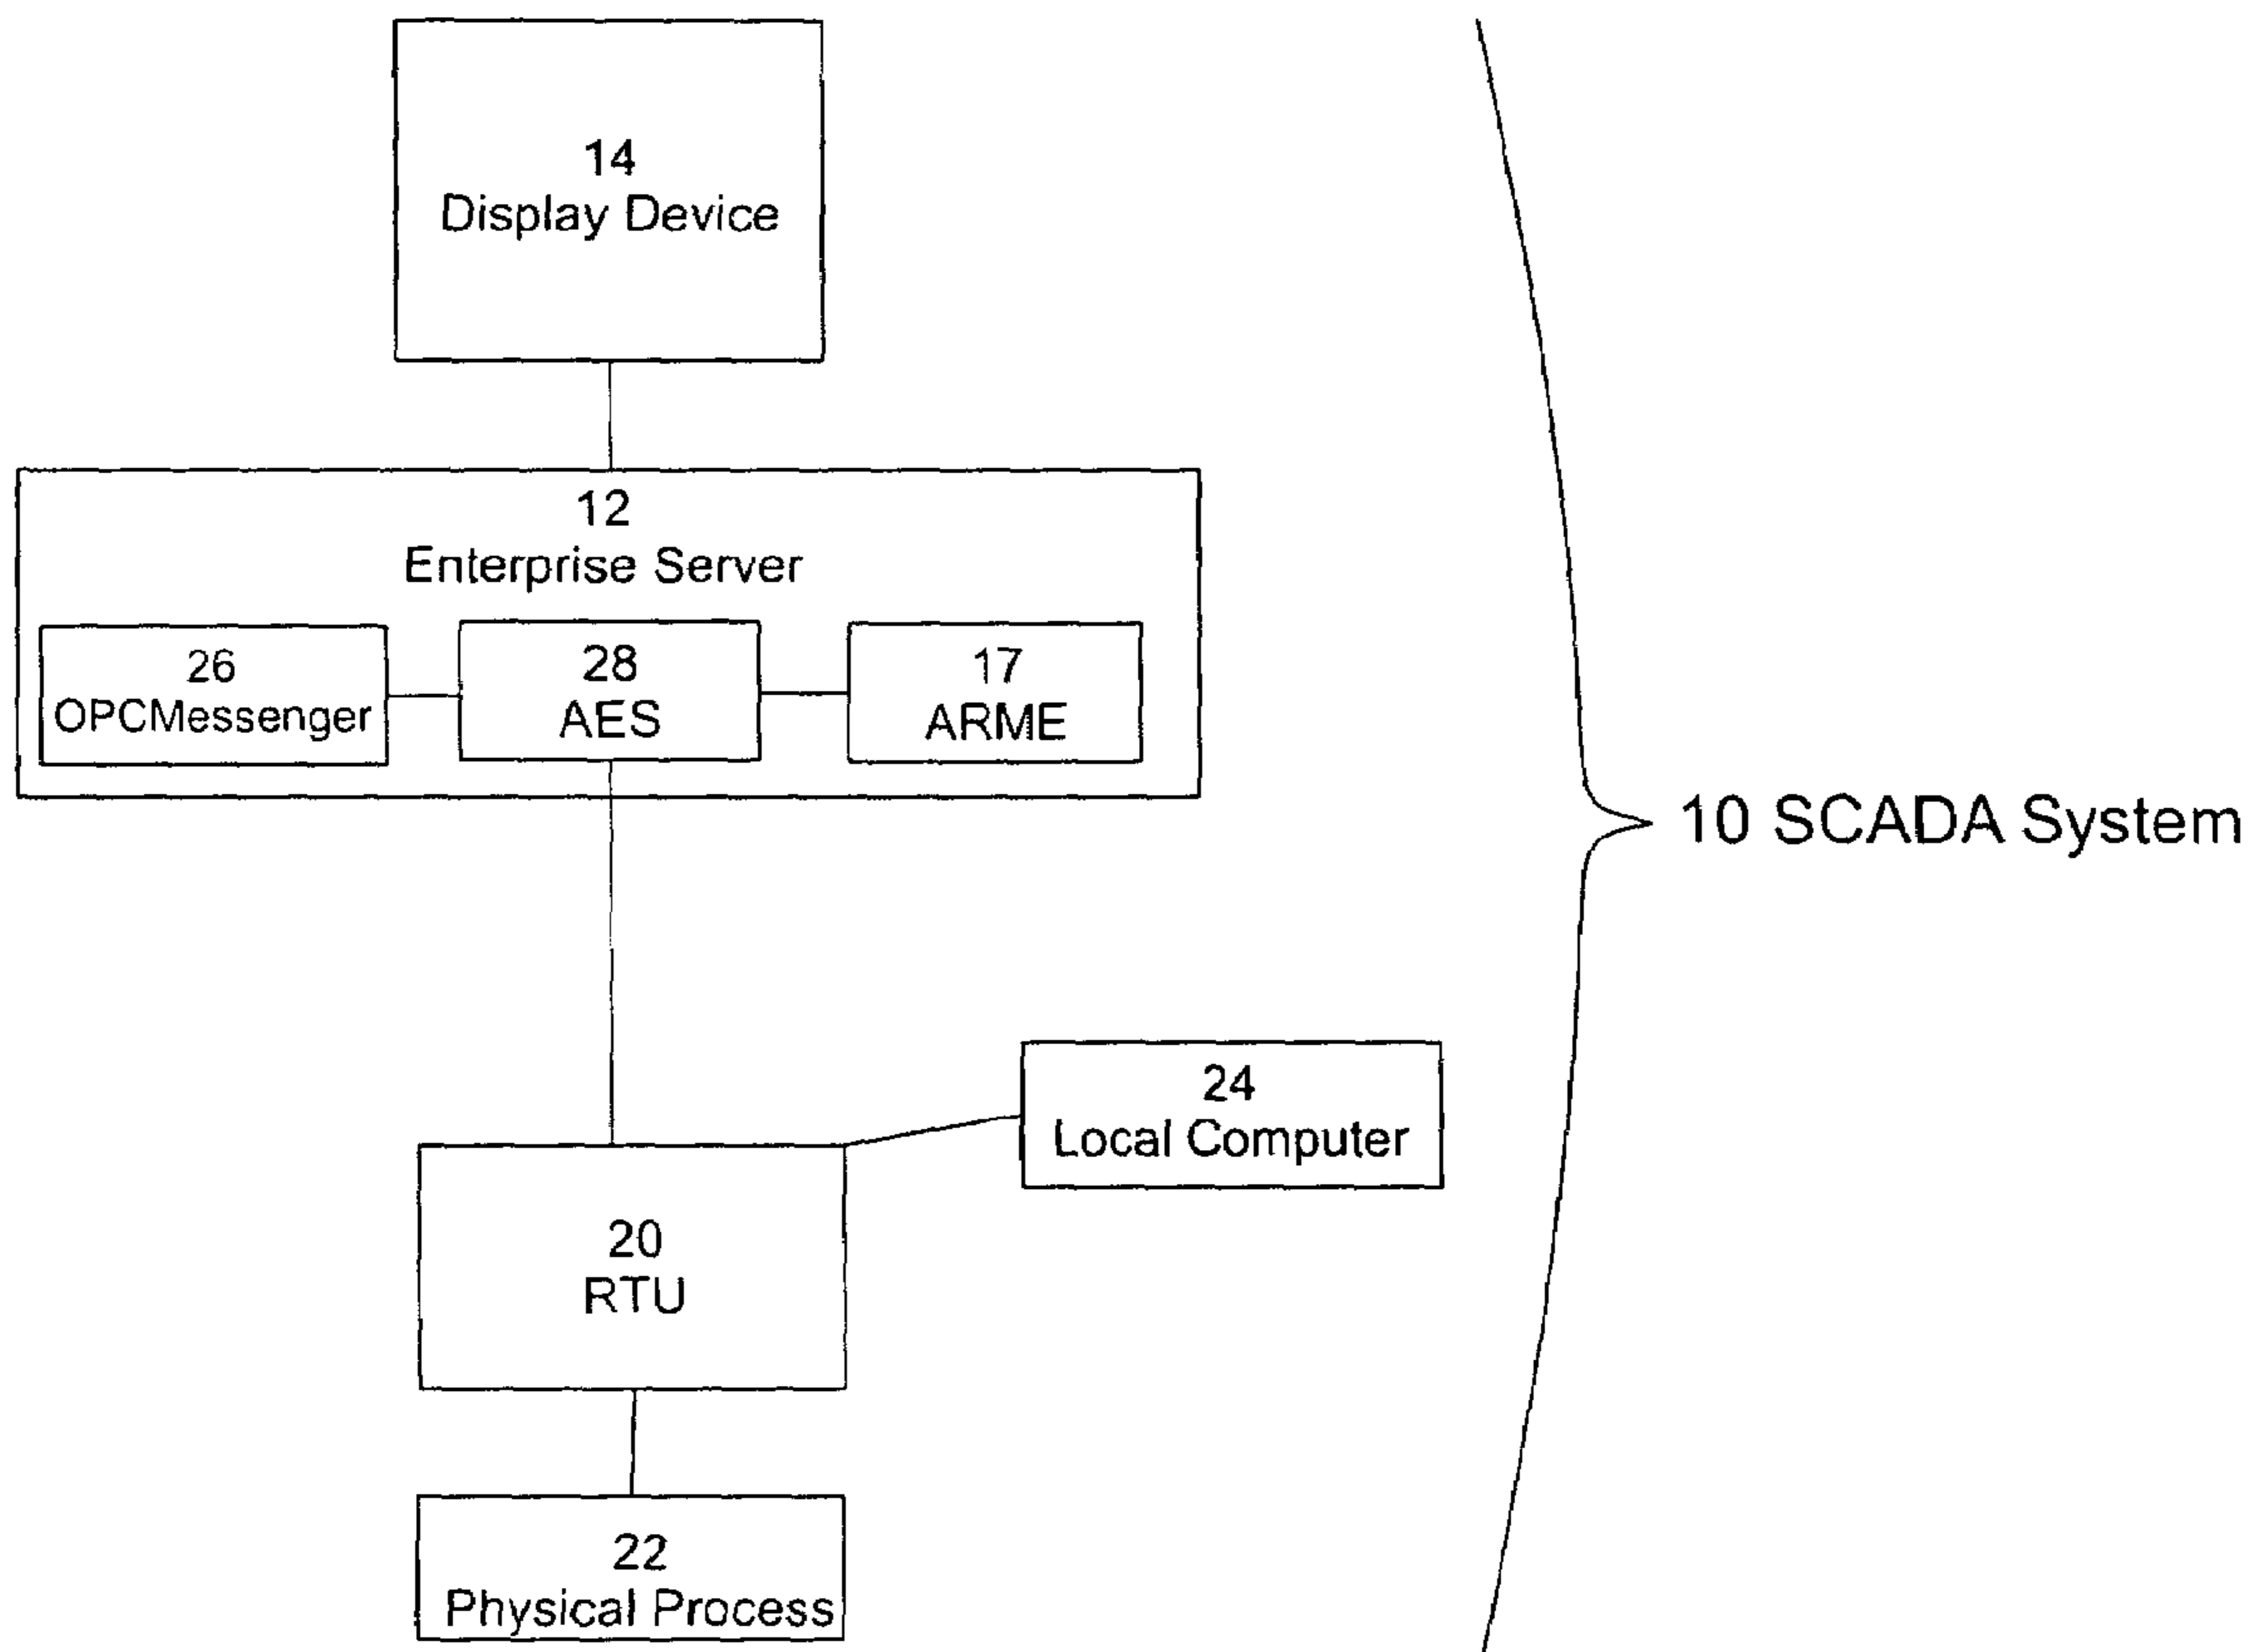 14
Display Device
12
Enterprise Server
26
OPCMessenger
28
AES
17
ARME
10 SCADA System
24
Local Computer
20
RTU
22
Physical Process